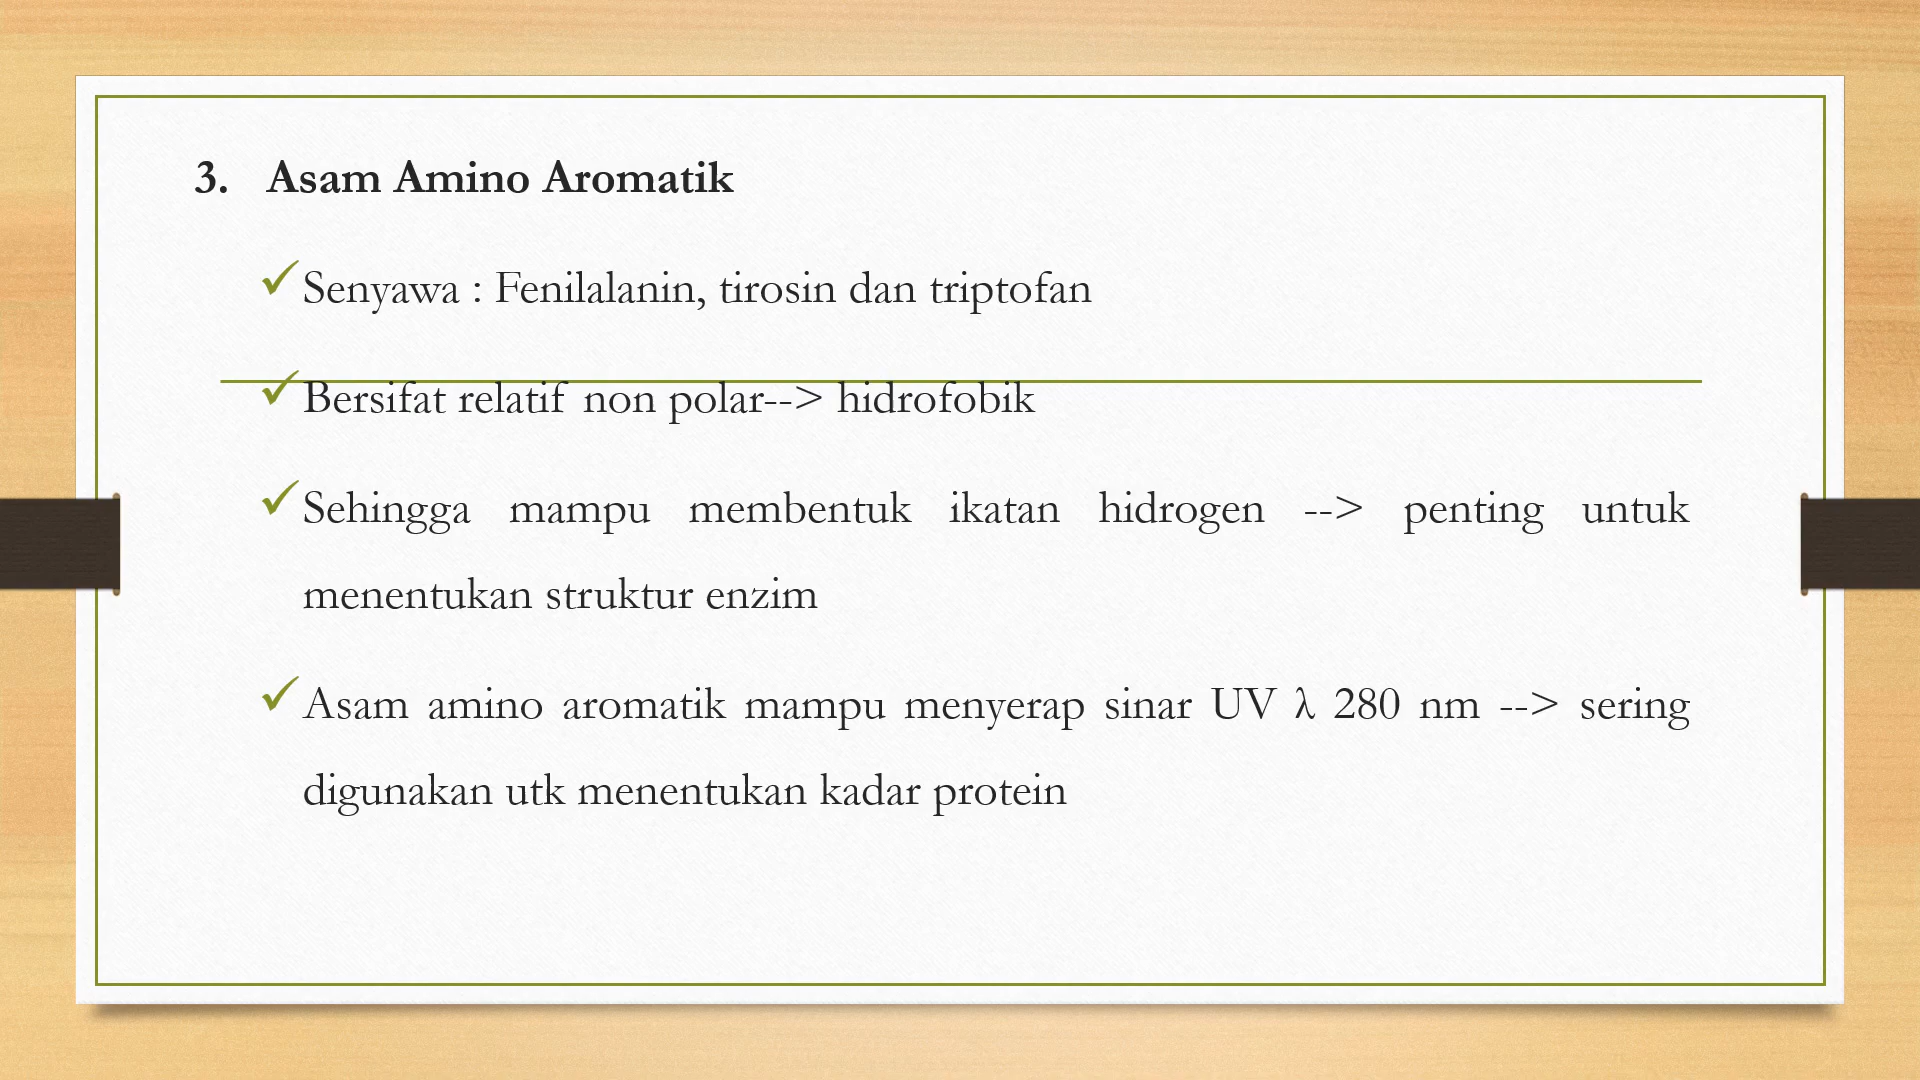 3. Asam Amino Aromatik
✓Senyawa : Fenilalanin, tirosin dan triptofan
✓Bersifat relatif non polar--> hidrofobik
✓Sehingga mampu membentuk ikatan hidrogen --> penting untuk
menentukan struktur enzim
✓Asam amino aromatik mampu menyerap sinar UV λ 280 nm --> sering
digunakan utk menentukan kadar protein